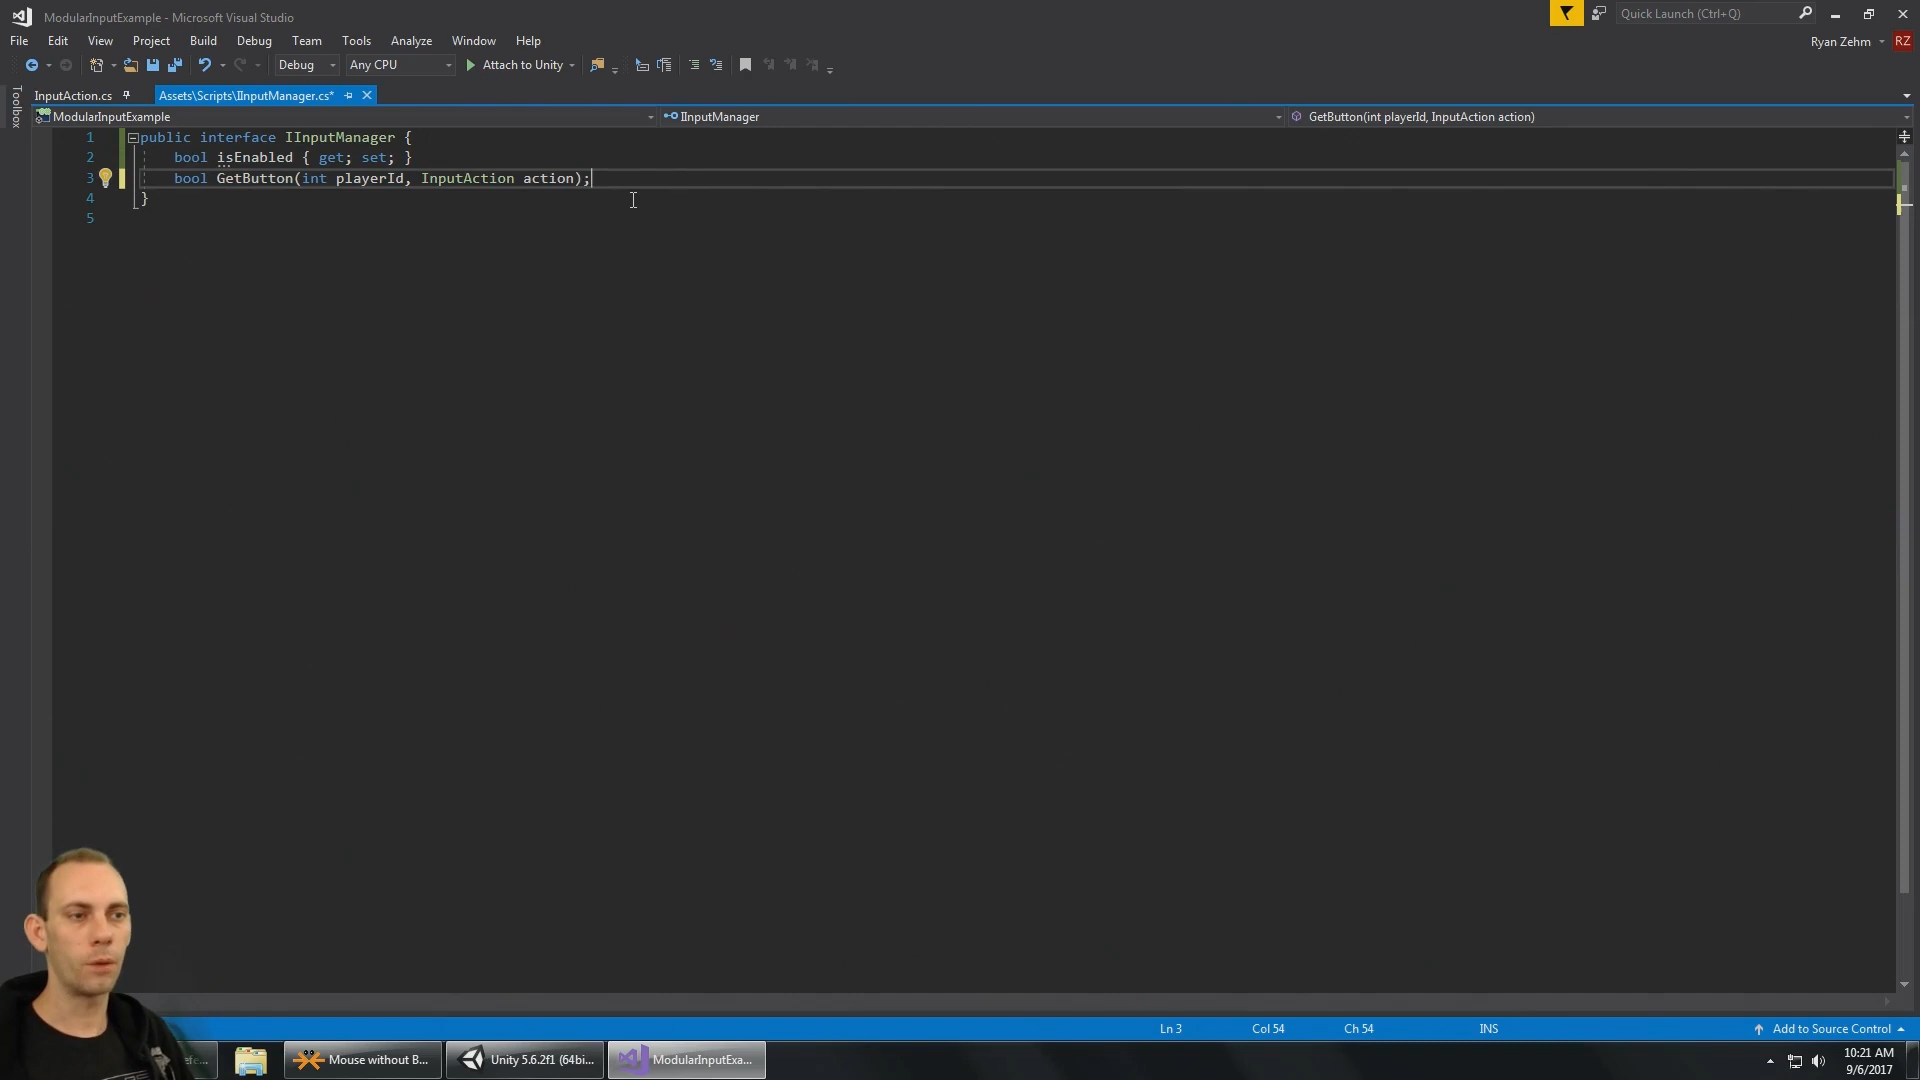 ModularInputExample - Microsoft Visual Studio
Quick Launch (Ctrl+Q)
File Edit View Project Build Debug Team Tools Analyze Window Help
Ryan Zehm RZ
Debug Any CPU Attach to Unity
Toolbox
InputAction.cs Assets\Scripts\IInputManager.cs*
ModularInputExample IInputManager GetButton(int playerId, InputAction action)
1 public interface IInputManager {
2 bool isEnabled { get; set; }
3 bool GetButton(int playerId, InputAction action);
4 }
5
Ln 3 Col 54 Ch 54 INS Add to Source Control
Mouse without B... Unity 5.6.2f1 (64bi... ModularInputExa...
10:21 AM
9/6/2017